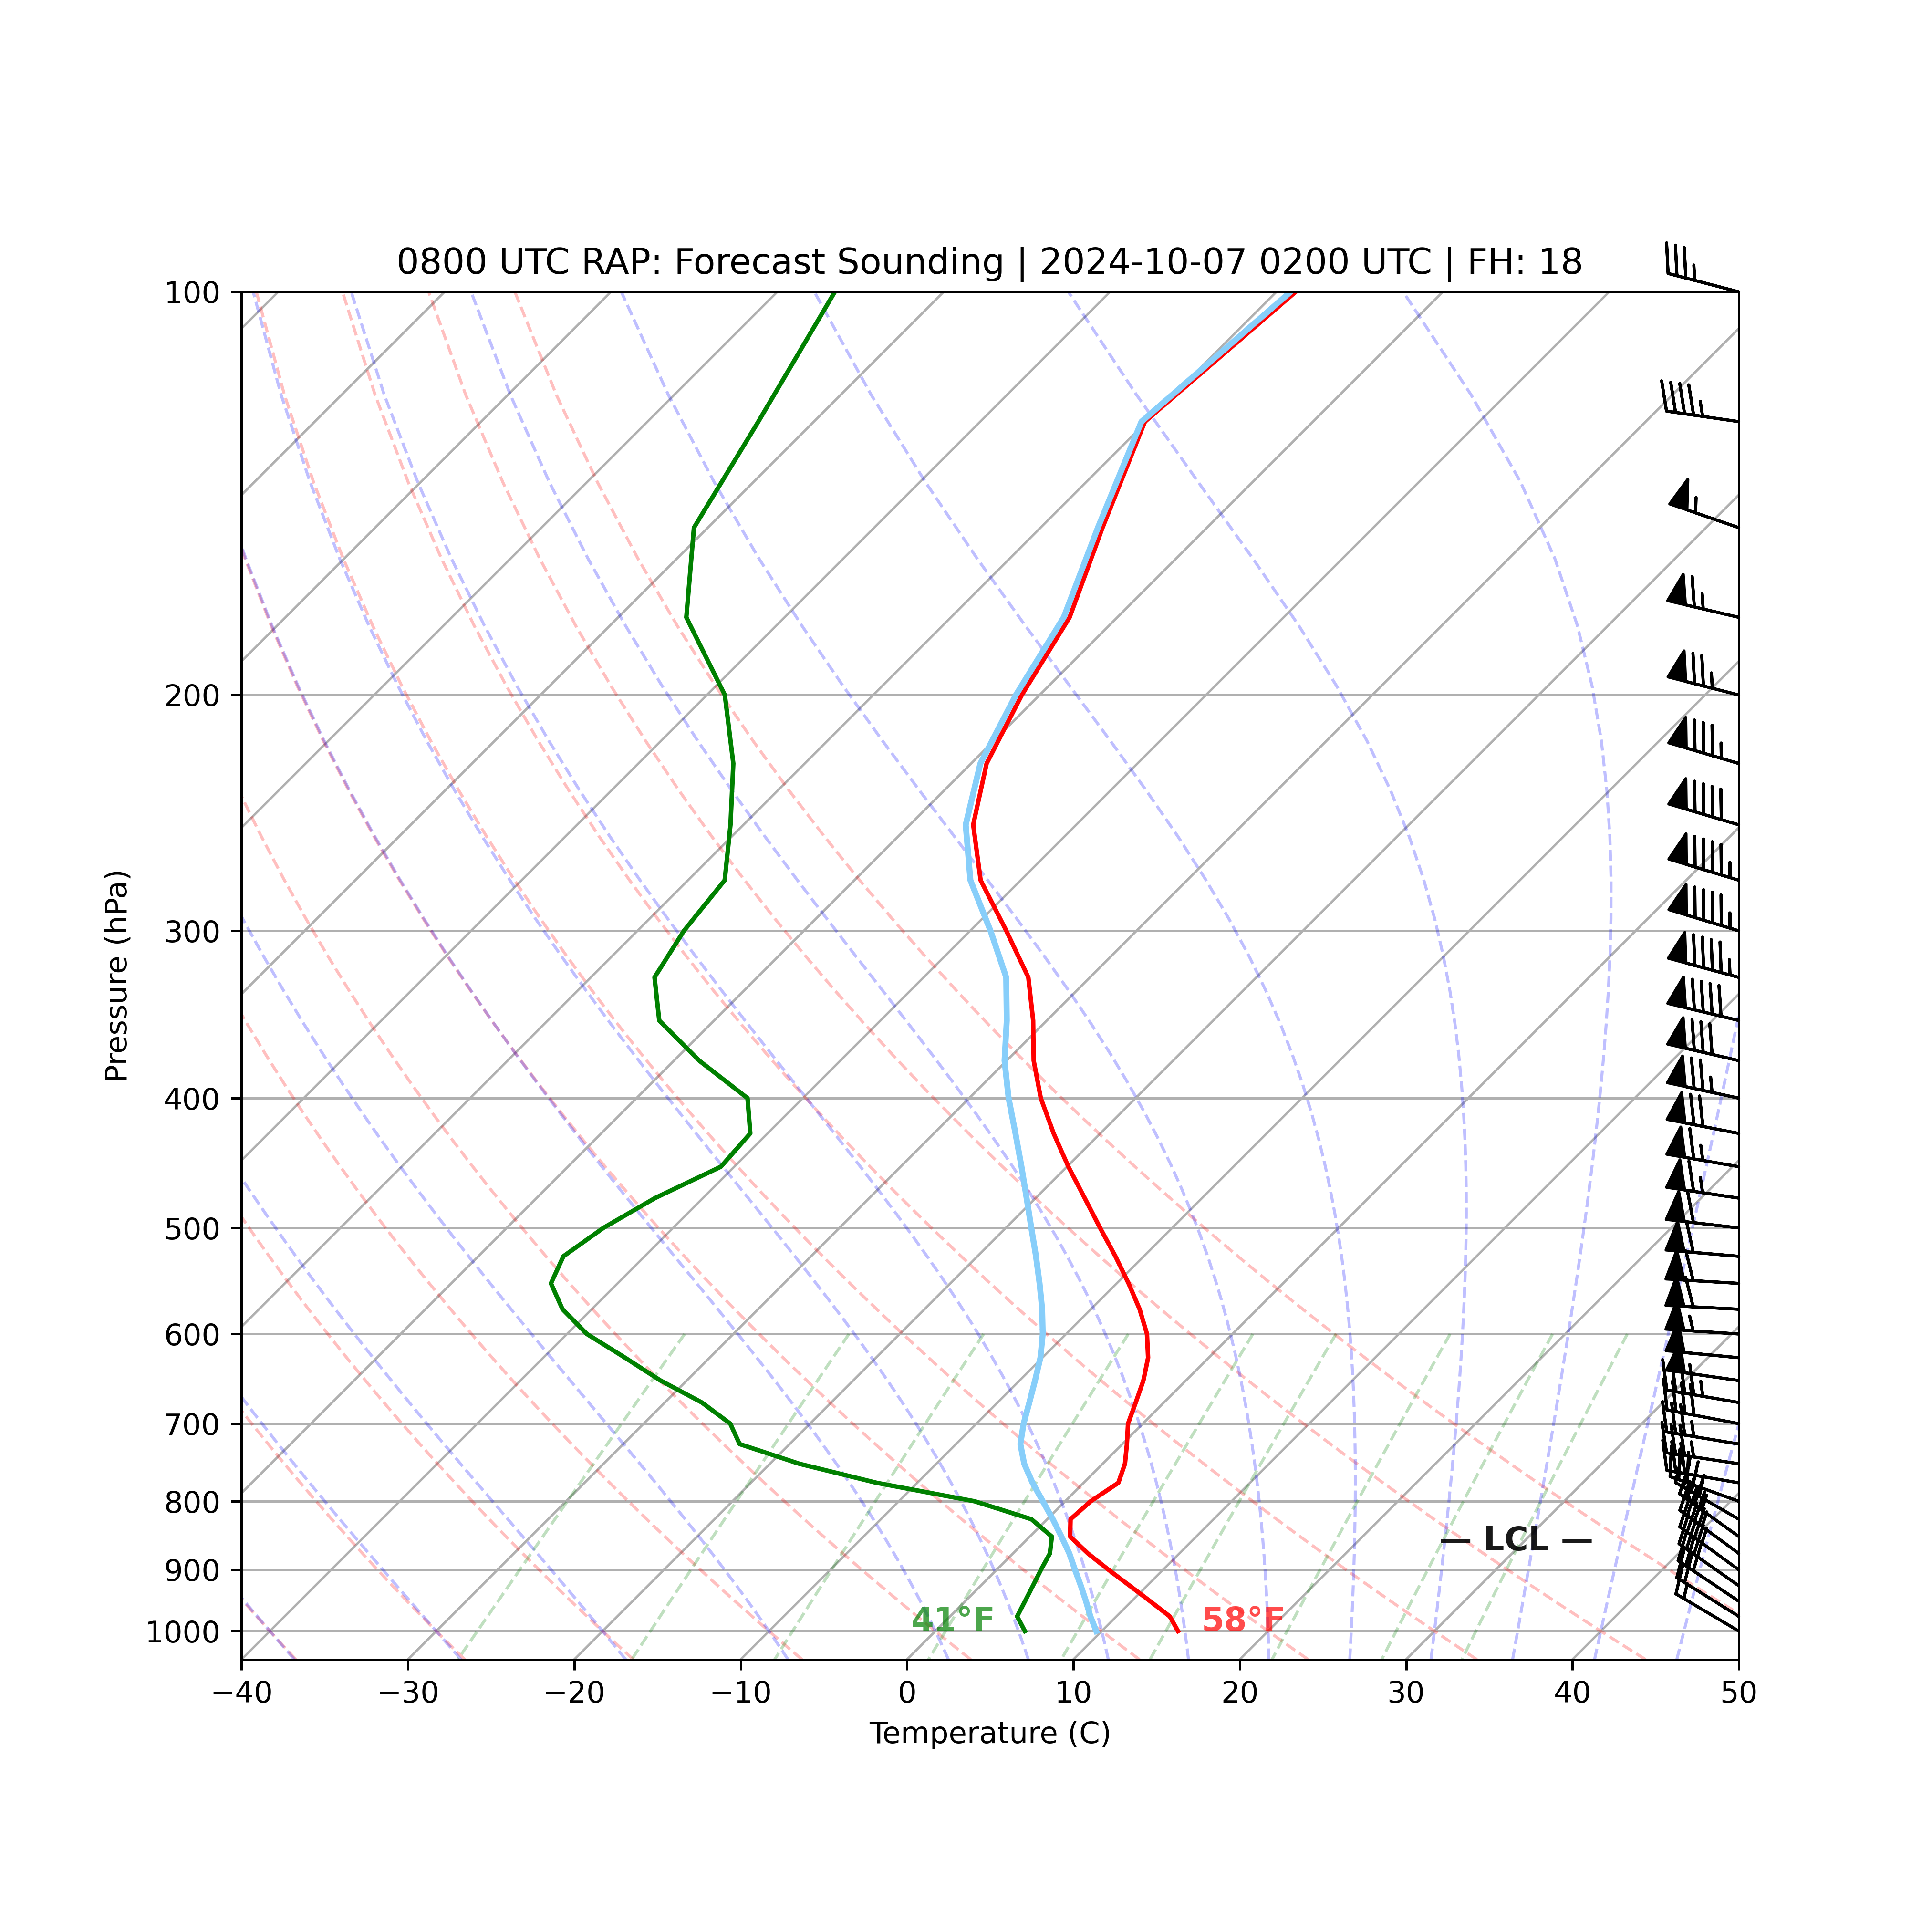 0800 UTC RAP: Forecast Sounding | 2024-10-07 0200 UTC | FH: 18
100
200
300
400
500
600
700
800
900
1000
Pressure (hPa)
— LCL —
41°F
58°F
−40 −30 −20 −10 0 10 20 30 40 50
Temperature (C)